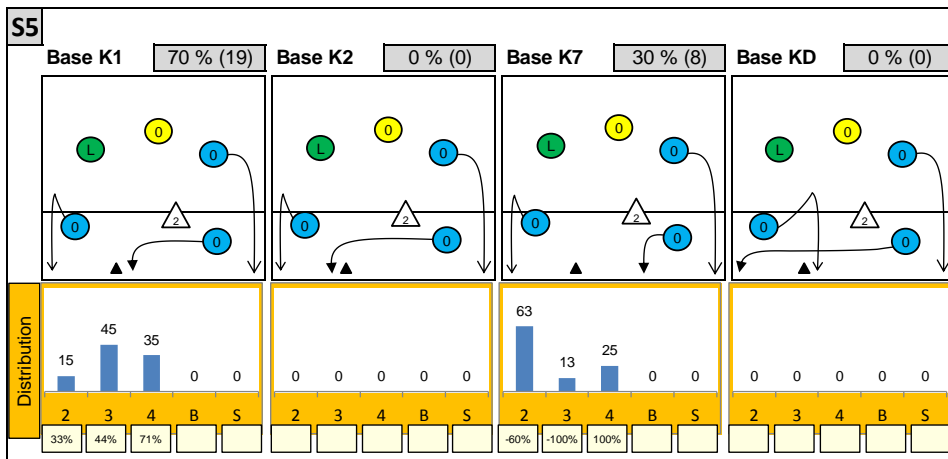 S5
Base K1 70 % (19) Base K2 0 % (0) Base K7 30 % (8) Base KD 0 % (0)
0 0 0 0
L 0 L 0 L 0 L 0
2 2 2 2
0 0 0 0 0 0 0 0
Distribution
15 45 35 0 0 0 0 0 0 0 63 13 25 0 0 0 0 0 0 0
2 3 4 B S 2 3 4 B S 2 3 4 B S 2 3 4 B S
33% 44% 71% -60% -100% 100%